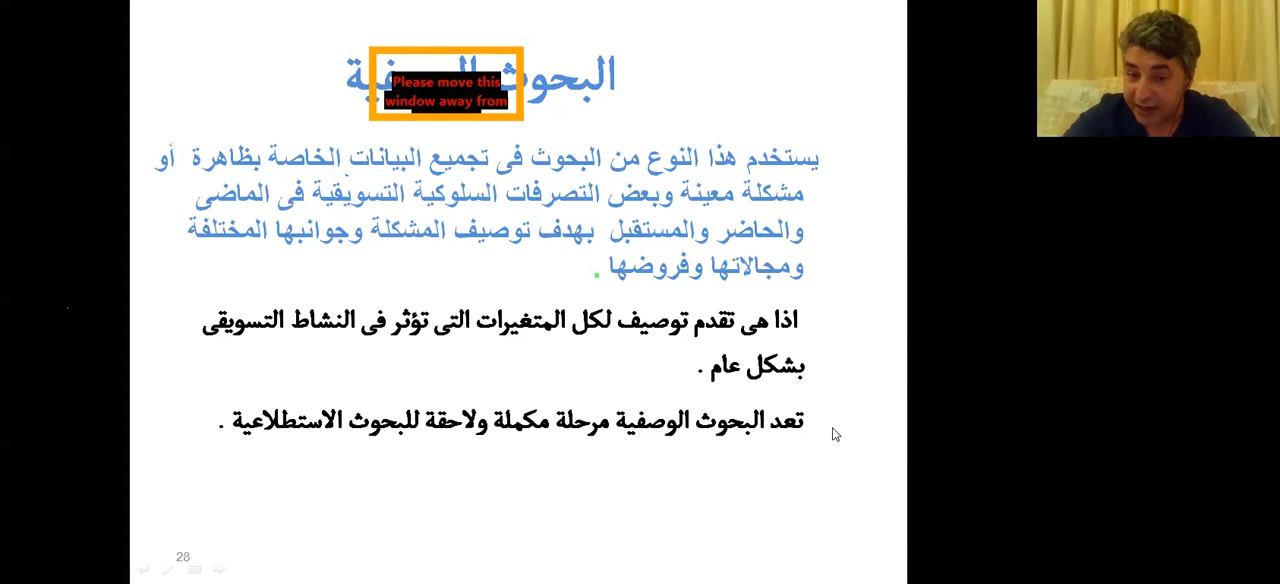 البحوث
Please move this
window away from
يستخدم هذا النوع من البحوث فى تجميع البيانات الخاصة بظاهرة أو
مشكلة معينة وبعض التصرفات السلوكية التسويقية فى الماضى
والحاضر والمستقبل بهدف توصيف المشكلة وجوانبها المختلفة
ومجالاتها وفروضها .
اذا هى تقدم توصيف لكل المتغيرات التى تؤثر فى النشاط التسويقى
بشكل عام .
تعد البحوث الوصفية مرحلة مكملة ولاحقة للبحوث الاستطلاعية .
28